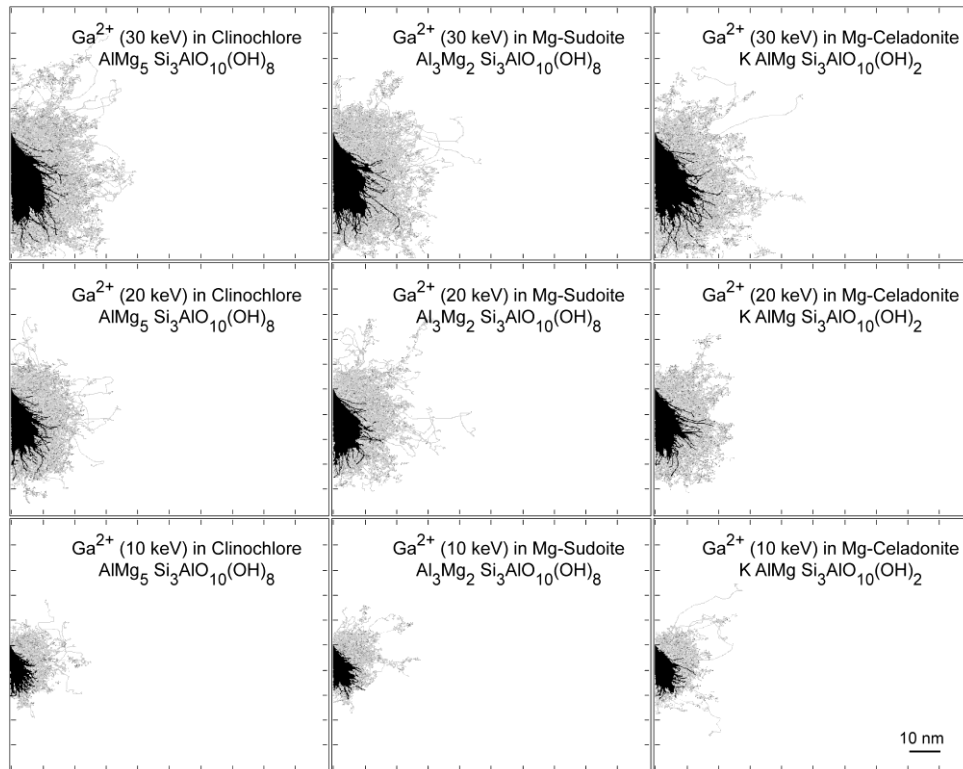 Ga²⁺ (30 keV) in Clinochlore
AlMg₅ Si₃AlO₁₀(OH)₈
Ga²⁺ (30 keV) in Mg-Sudoite
Al₃Mg₂ Si₃AlO₁₀(OH)₈
Ga²⁺ (30 keV) in Mg-Celadonite
K AlMg Si₃AlO₁₀(OH)₂
Ga²⁺ (20 keV) in Clinochlore
AlMg₅ Si₃AlO₁₀(OH)₈
Ga²⁺ (20 keV) in Mg-Sudoite
Al₃Mg₂ Si₃AlO₁₀(OH)₈
Ga²⁺ (20 keV) in Mg-Celadonite
K AlMg Si₃AlO₁₀(OH)₂
Ga²⁺ (10 keV) in Clinochlore
AlMg₅ Si₃AlO₁₀(OH)₈
Ga²⁺ (10 keV) in Mg-Sudoite
Al₃Mg₂ Si₃AlO₁₀(OH)₈
Ga²⁺ (10 keV) in Mg-Celadonite
K AlMg Si₃AlO₁₀(OH)₂
10 nm